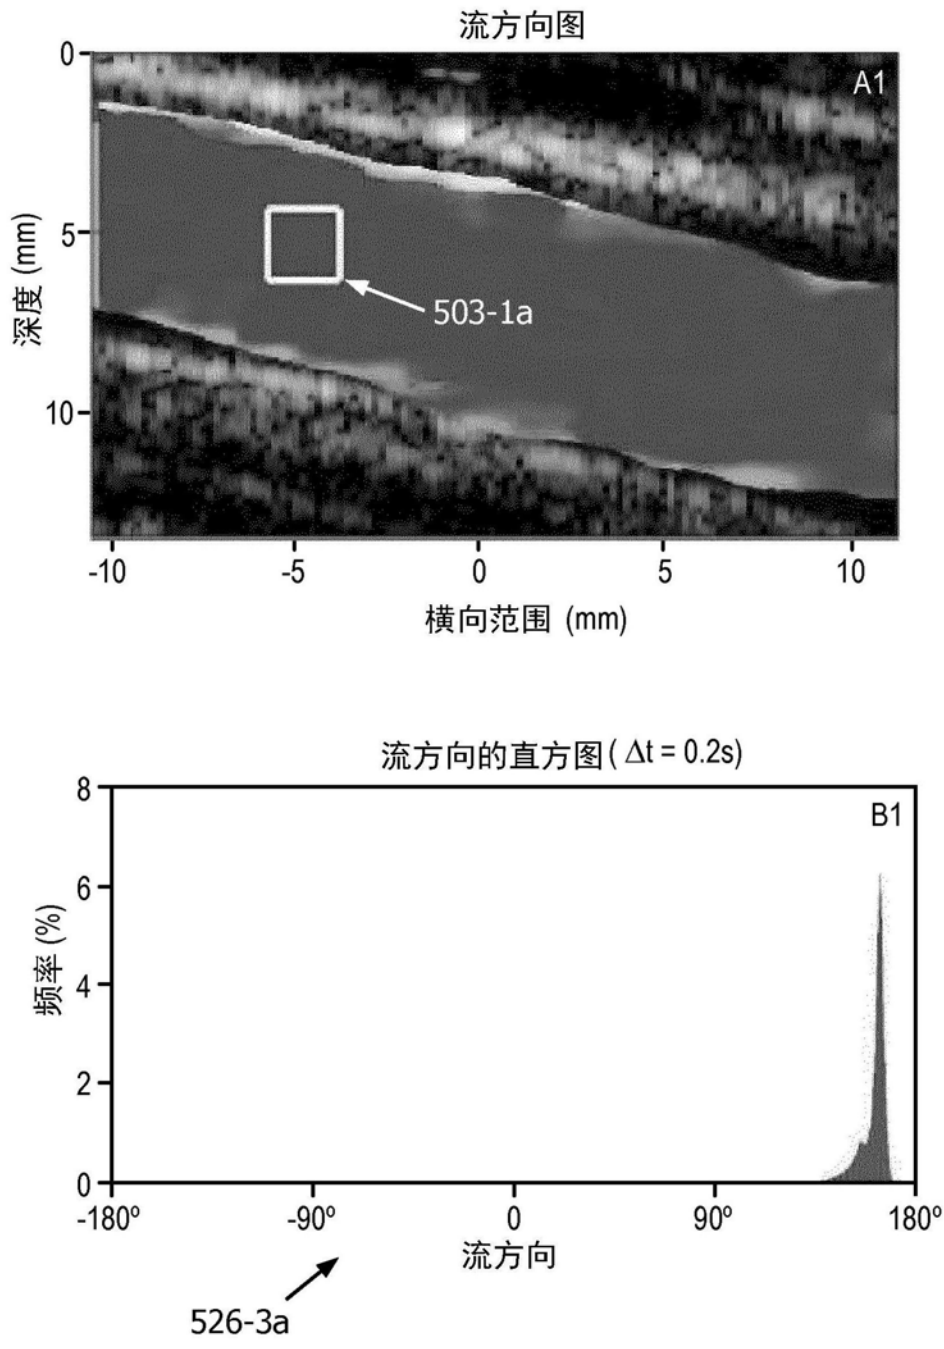 流方向图
A1
0
5
10
深度 (mm)
503-1a
-10
-5
0
5
10
横向范围 (mm)
流方向的直方图 ( Δt = 0.2s)
B1
8
6
4
2
0
频率 (%)
-180º
-90º
0
90º
180º
流方向
526-3a